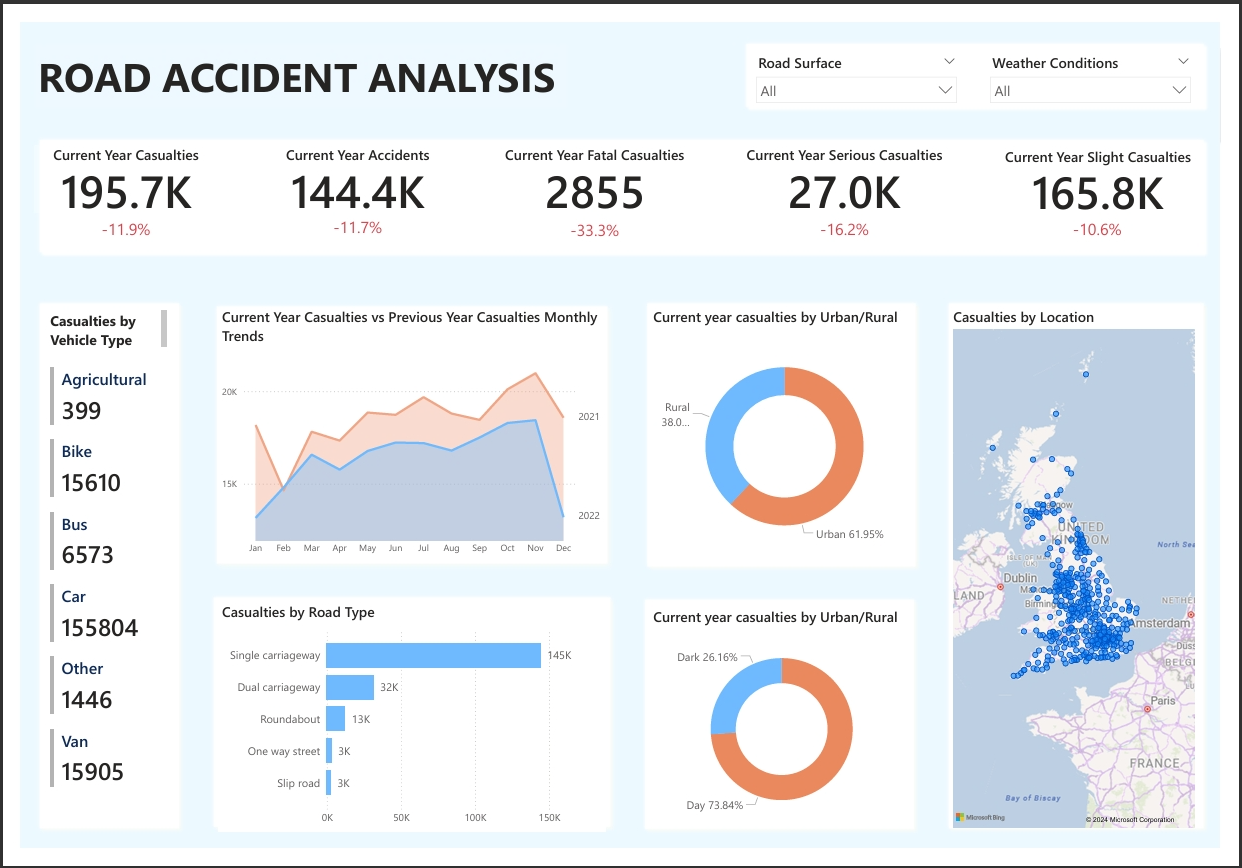 ROAD ACCIDENT ANALYSIS
Road Surface
All
Weather Conditions
All
Current Year Casualties
195.7K
-11.9%
Current Year Accidents
144.4K
-11.7%
Current Year Fatal Casualties
2855
-33.3%
Current Year Serious Casualties
27.0K
-16.2%
Current Year Slight Casualties
165.8K
-10.6%
Casualties by
Vehicle Type
Agricultural
399
Bike
15610
Bus
6573
Car
155804
Other
1446
Van
15905
Current Year Casualties vs Previous Year Casualties Monthly
Trends
20K
15K
2021
2022
Jan Feb Mar Apr May Jun Jul Aug Sep Oct Nov Dec
Casualties by Road Type
Single carriageway 145K
Dual carriageway 32K
Roundabout 13K
One way street 3K
Slip road 3K
0K 50K 100K 150K
Current year casualties by Urban/Rural
Rural
38.0...
Urban 61.95%
Current year casualties by Urban/Rural
Dark 26.16%
Day 73.84%
Casualties by Location
UNITED
KINGDOM
North Sea
ISLE OF MAN
(UK)
Dublin
LAND
NETHE
Amsterdam
Duss
BELGI
LU
Paris
FRANCE
Bay of Biscay
Microsoft Bing
© 2024 Microsoft Corporation